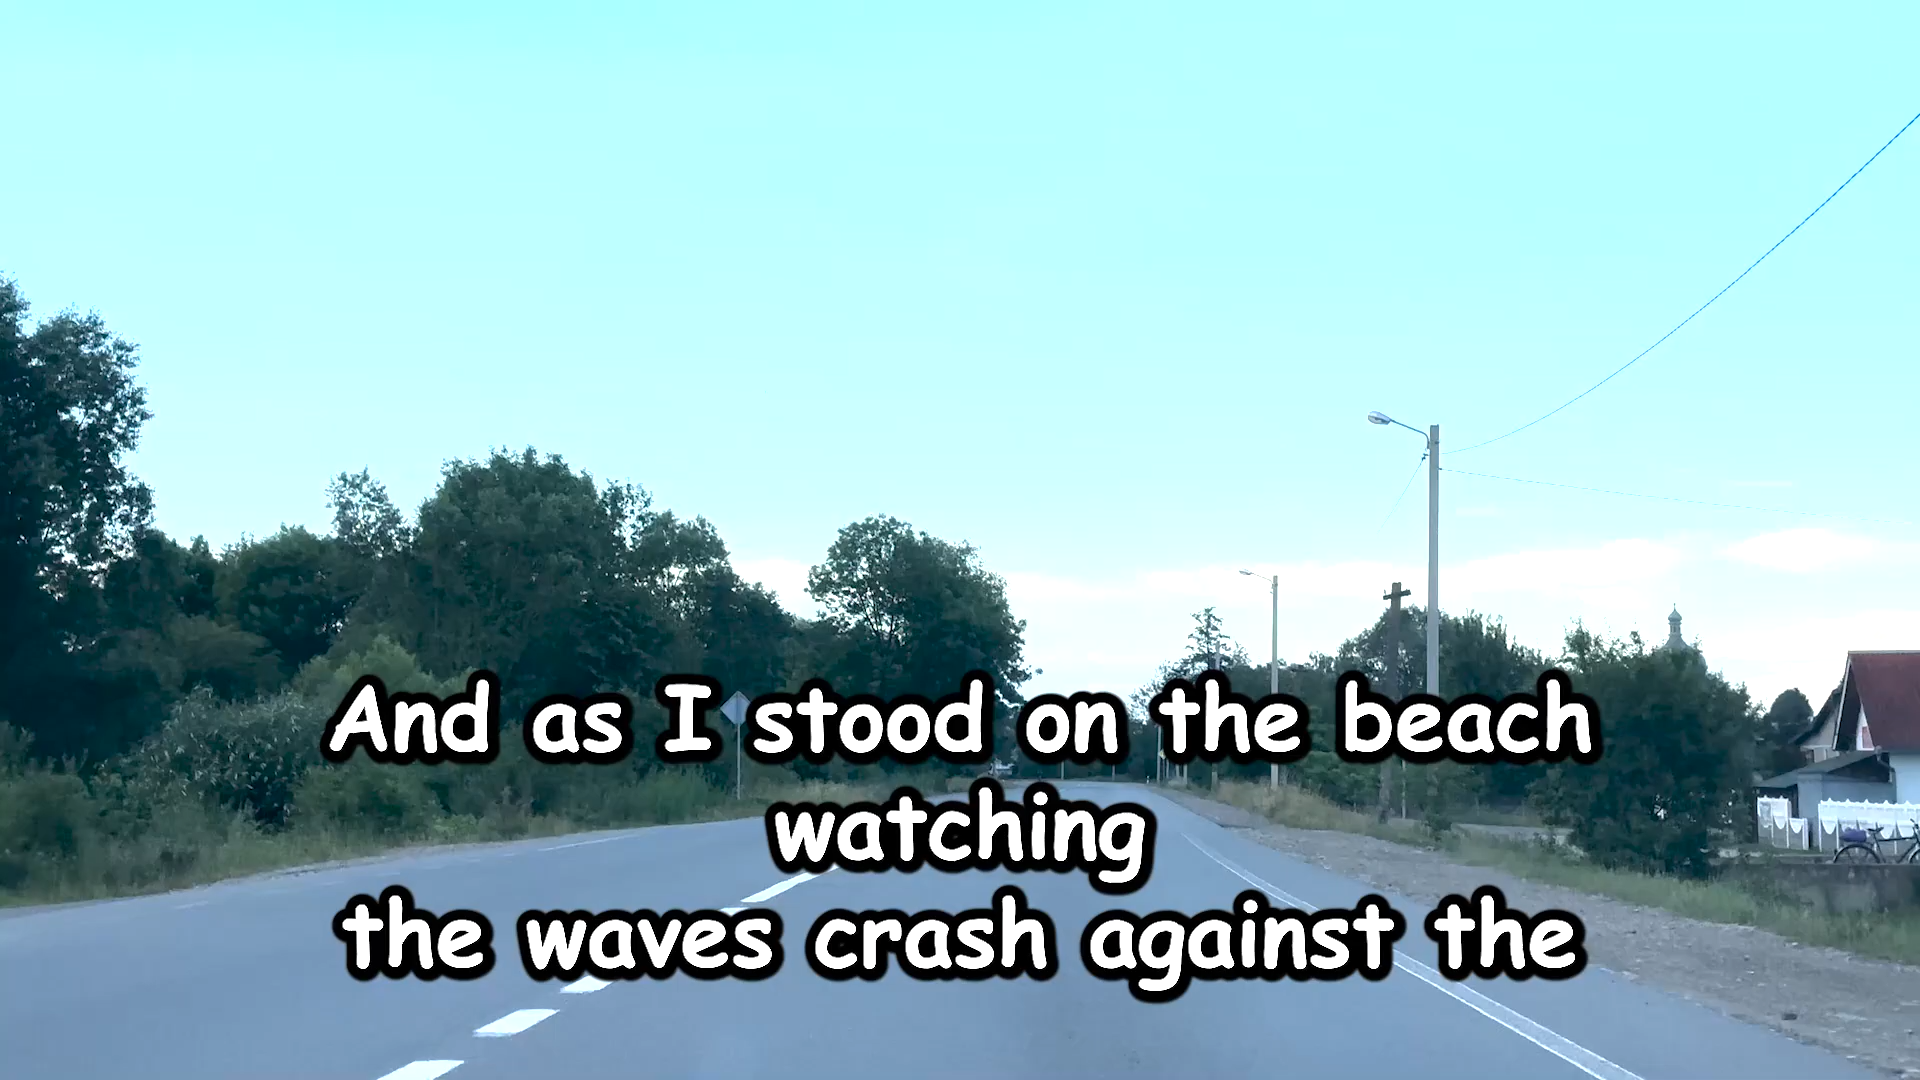 And as I stood on the beach
watching
the waves crash against the